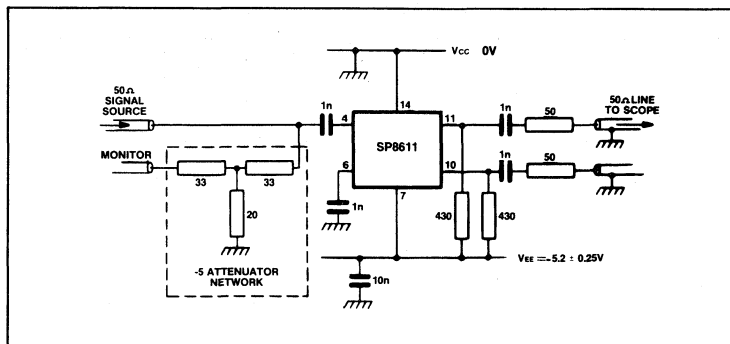 VCC 0V
50Ω
SIGNAL
SOURCE
MONITOR
33
33
20
-5 ATTENUATOR
NETWORK
1n
4
14
SP8611
6
1n
7
11
10
1n
50
1n
50
50Ω LINE
TO SCOPE
430
430
VEE = -5.2 ± 0.25V
10n